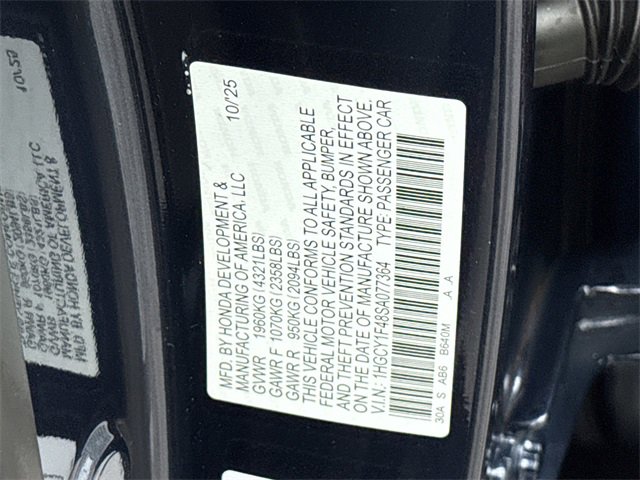 MFD. BY HONDA DEVELOPMENT & 10/'25
MANUFACTURING OF AMERICA, LLC
GVWR 1960KG(4321LBS)
GAWR F 1070KG(2358LBS)
GAWR R 950KG(2094LBS)
THIS VEHICLE CONFORMS TO ALL APPLICABLE
FEDERAL MOTOR VEHICLE SAFETY, BUMPER,
AND THEFT PREVENTION STANDARDS IN EFFECT
ON THE DATE OF MANUFACTURE SHOWN ABOVE.
V.I.N.: 1HGCY1F48SA077364 TYPE: PASSENGER CAR
30A S AB6 B640M A A